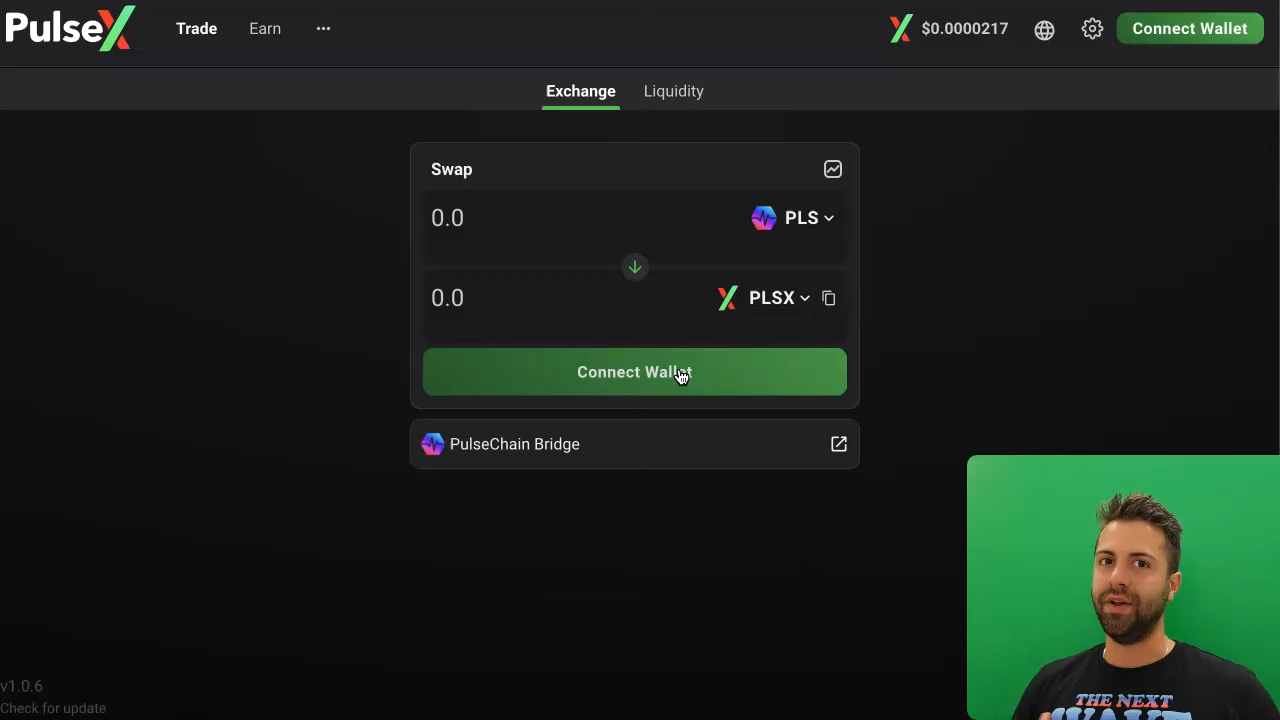 PulseX
Trade
Earn
$0.0000217
Connect Wallet
Exchange
Liquidity
Swap
0.0
PLS
0.0
PLSX
Connect Wallet
PulseChain Bridge
THE NEXT
v1.0.6
Check for update